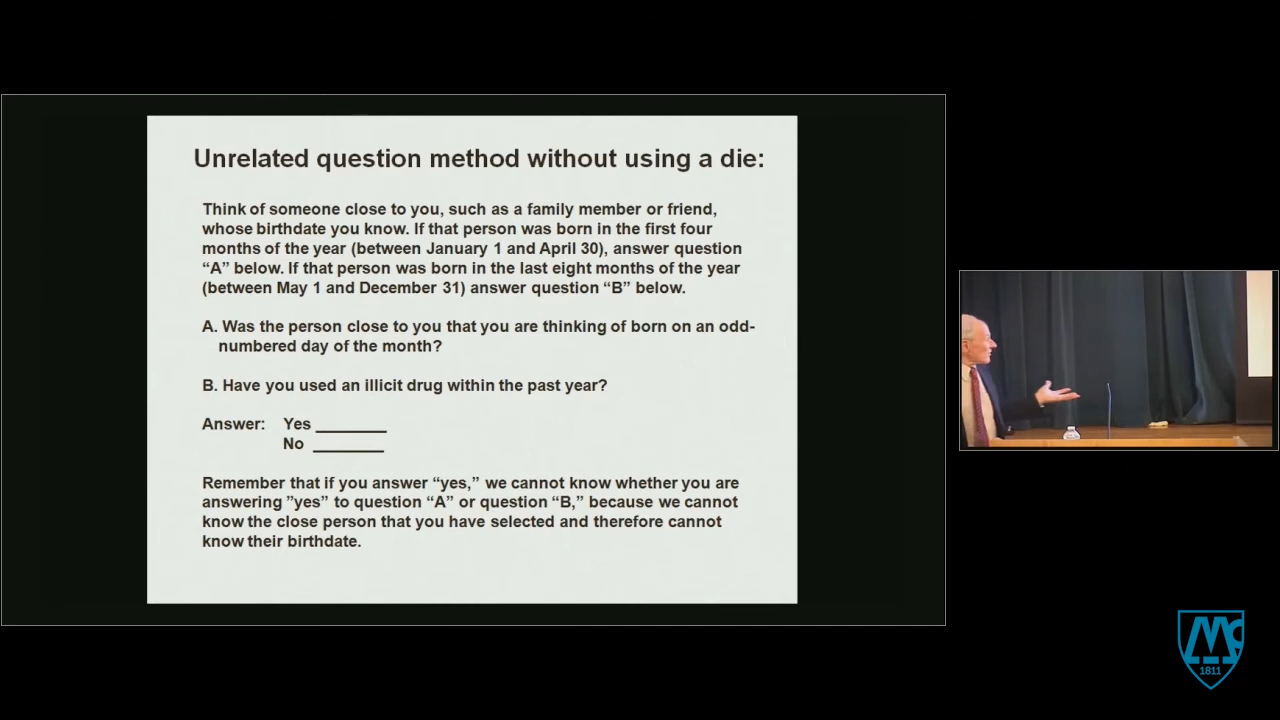 Unrelated question method without using a die:
Think of someone close to you, such as a family member or friend,
whose birthdate you know. If that person was born in the first four
months of the year (between January 1 and April 30), answer question
“A” below. If that person was born in the last eight months of the year
(between May 1 and December 31) answer question “B” below.
A. Was the person close to you that you are thinking of born on an odd-
numbered day of the month?
B. Have you used an illicit drug within the past year?
Answer: Yes ________
No ________
Remember that if you answer “yes,” we cannot know whether you are
answering ”yes” to question “A” or question “B,” because we cannot
know the close person that you have selected and therefore cannot
know their birthdate.
Mc
1811